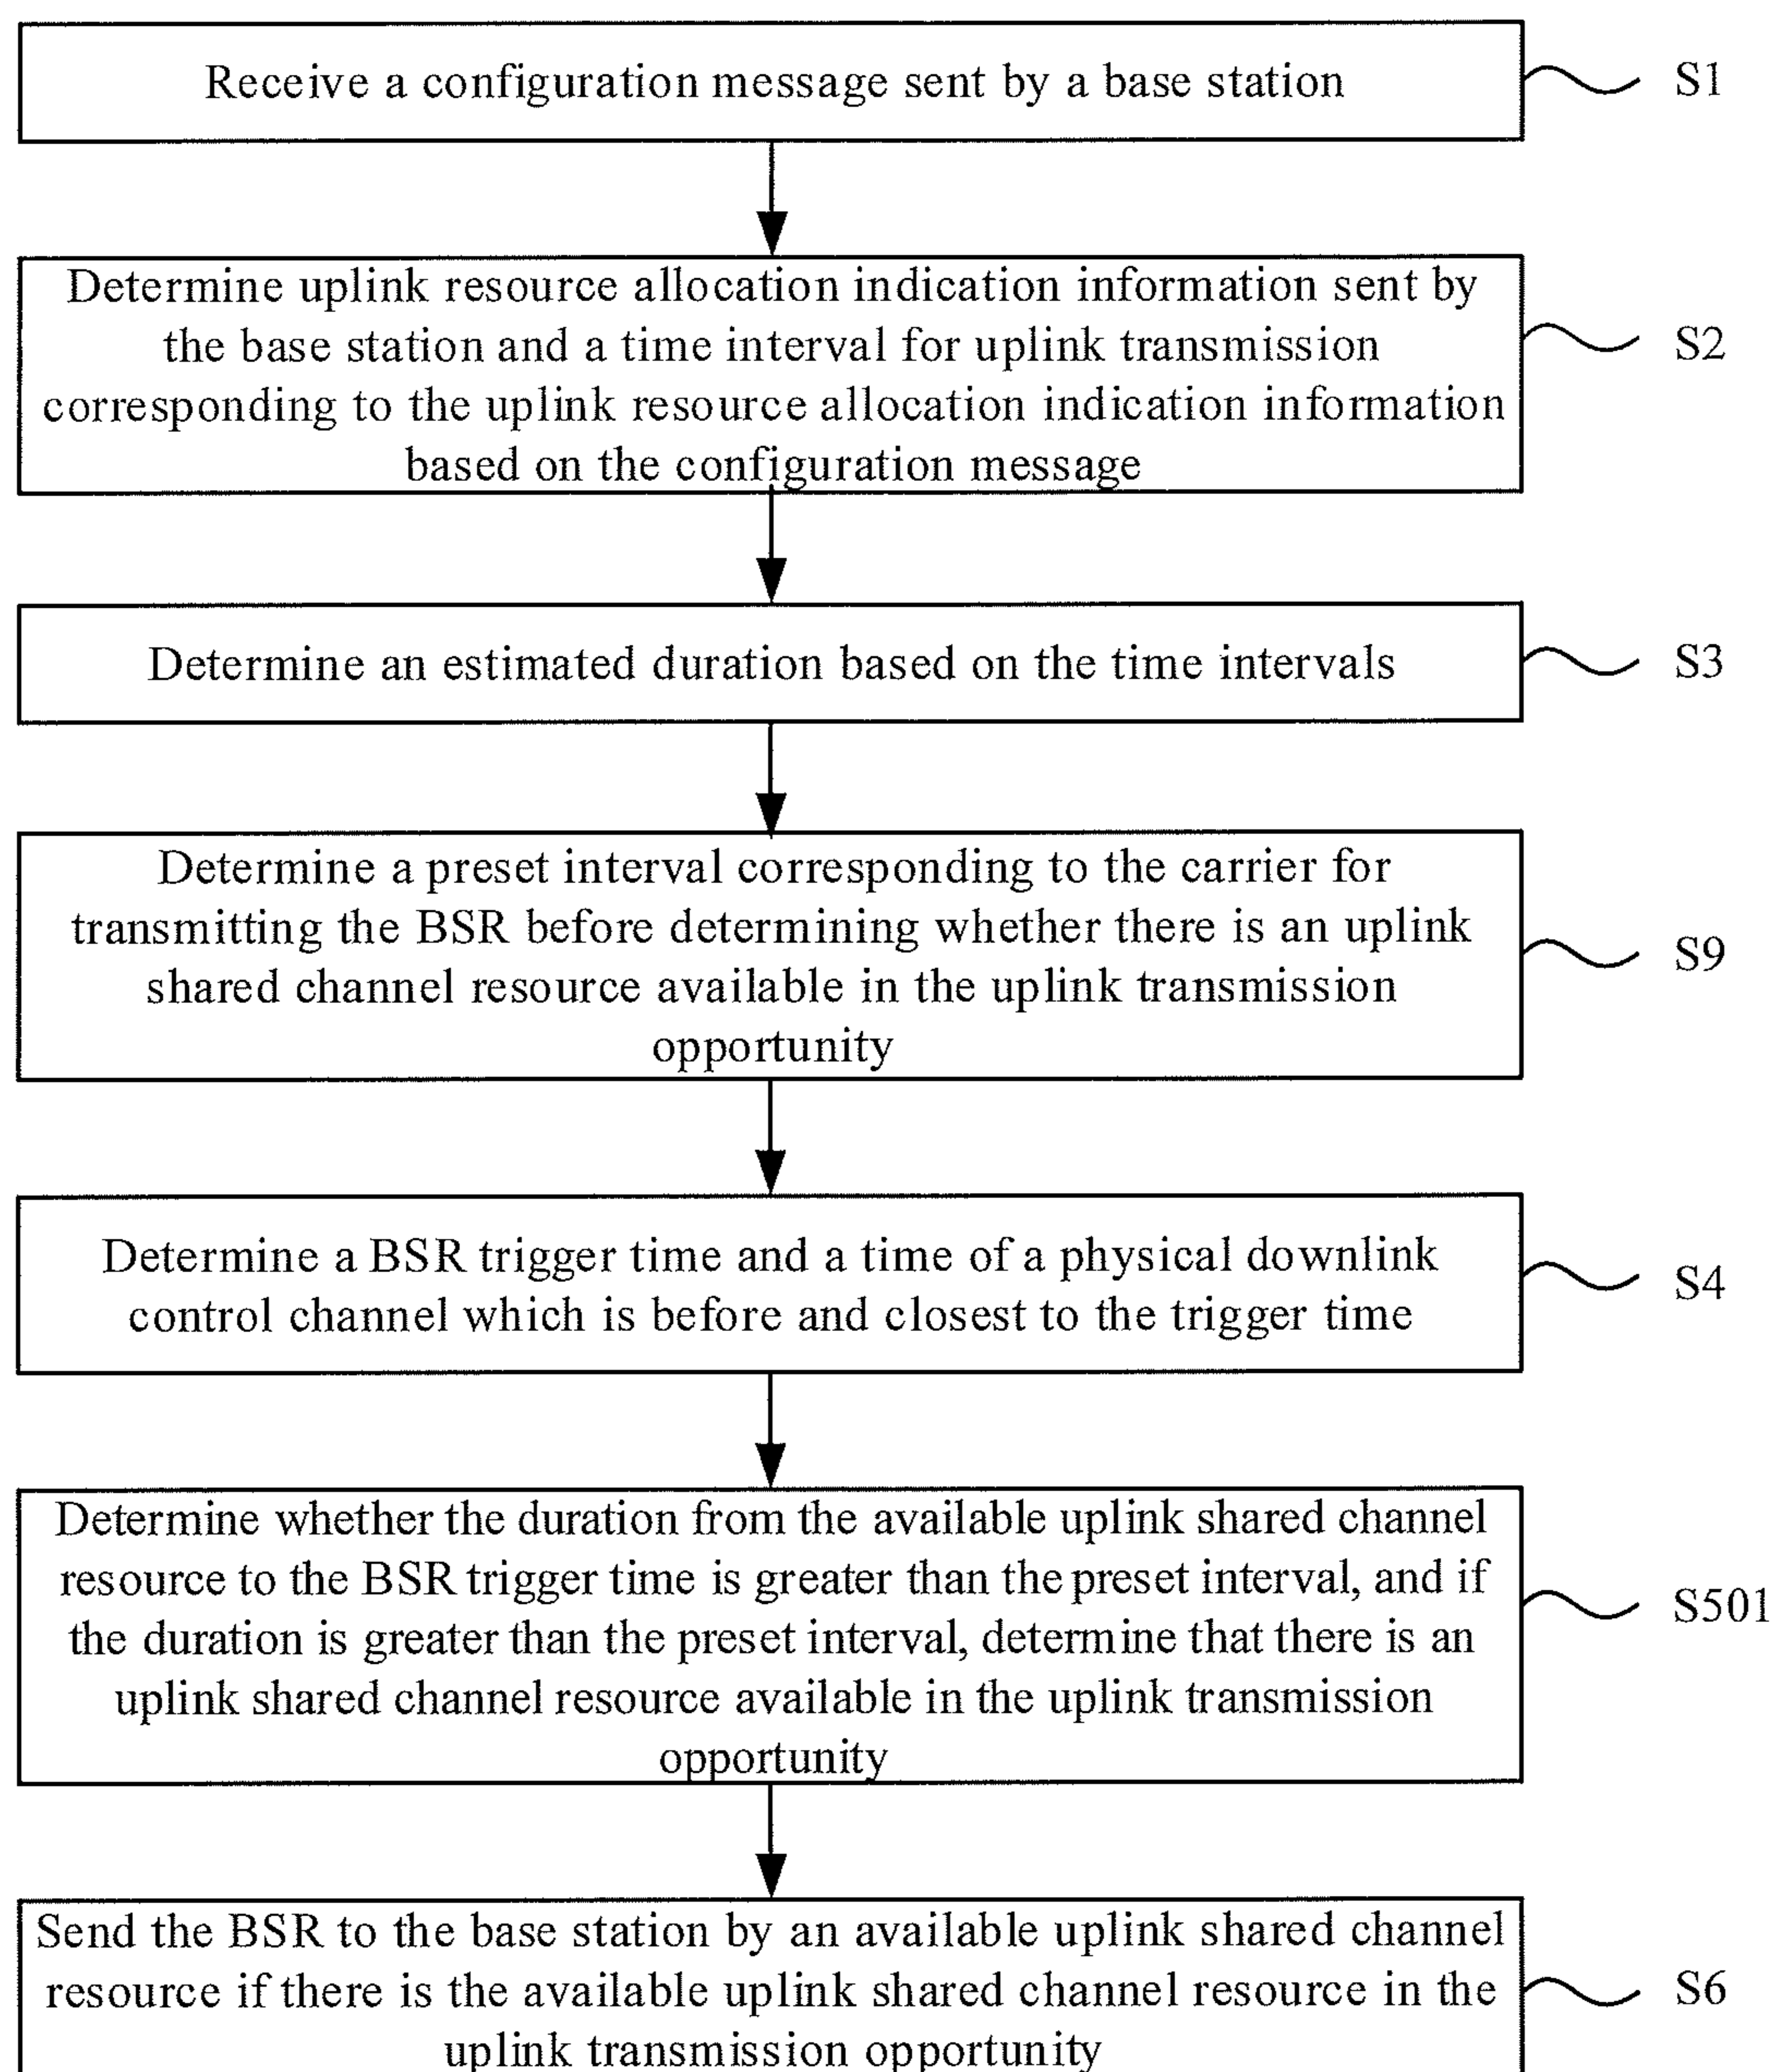 Receive a configuration message sent by a base station
S1
Determine uplink resource allocation indication information sent by
the base station and a time interval for uplink transmission
corresponding to the uplink resource allocation indication information
based on the configuration message
S2
Determine an estimated duration based on the time intervals
S3
Determine a preset interval corresponding to the carrier for
transmitting the BSR before determining whether there is an uplink
shared channel resource available in the uplink transmission
opportunity
S9
Determine a BSR trigger time and a time of a physical downlink
control channel which is before and closest to the trigger time
S4
Determine whether the duration from the available uplink shared channel
resource to the BSR trigger time is greater than the preset interval, and if
the duration is greater than the preset interval, determine that there is an
uplink shared channel resource available in the uplink transmission
opportunity
S501
Send the BSR to the base station by an available uplink shared channel
resource if there is the available uplink shared channel resource in the
uplink transmission opportunity
S6